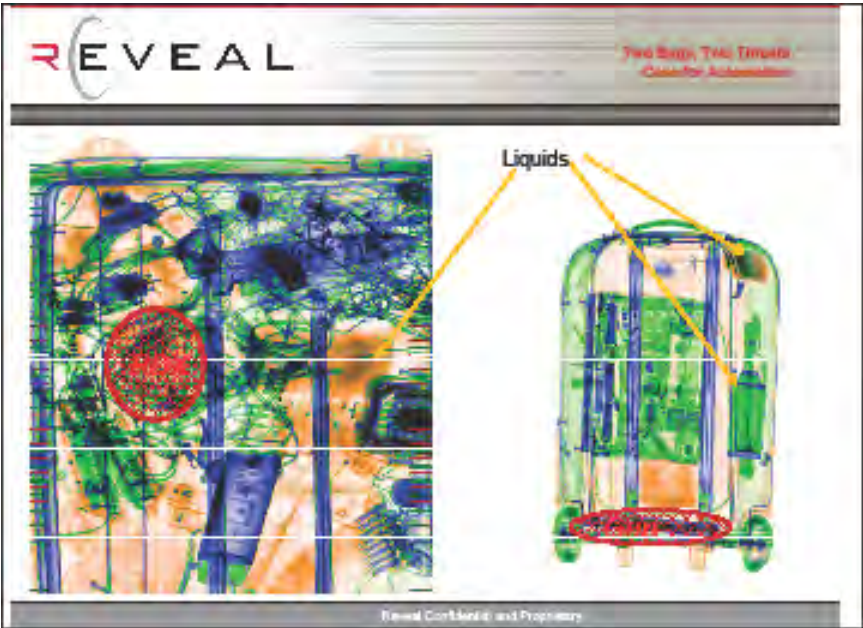 REVEAL
Two Bags, Two Threats
Case for Automation
Liquids
Reveal Confidential and Proprietary